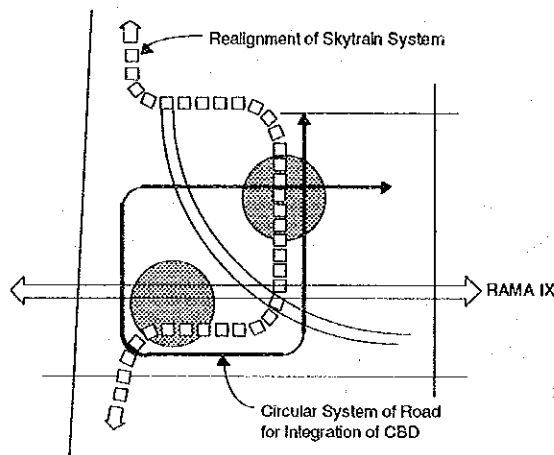 Realignment of Skytrain System
RAMA IX
Circular System of Road
for Integration of CBD